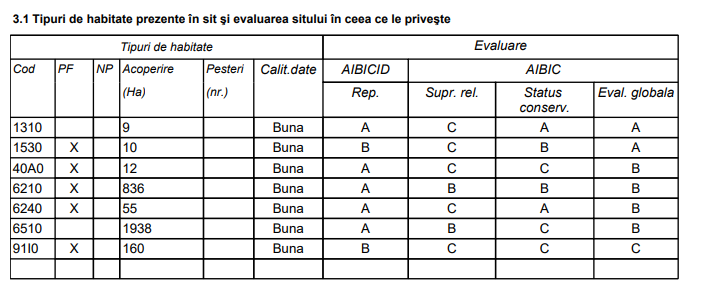 3.1 Tipuri de habitate prezente în sit şi evaluarea sitului în ceea ce le priveşte
Tipuri de habitate Evaluare
Cod PF NP Acoperire Pesteri Calit.date AIBICID AIBIC
(Ha) (nr.) Rep. Supr. rel. Status Eval. globala
conserv.
1310 9 Buna A C A A
1530 X 10 Buna B C B A
40A0 X 12 Buna A C C B
6210 X 836 Buna A B B B
6240 X 55 Buna A C A B
6510 1938 Buna A B C B
91I0 X 160 Buna B C C C